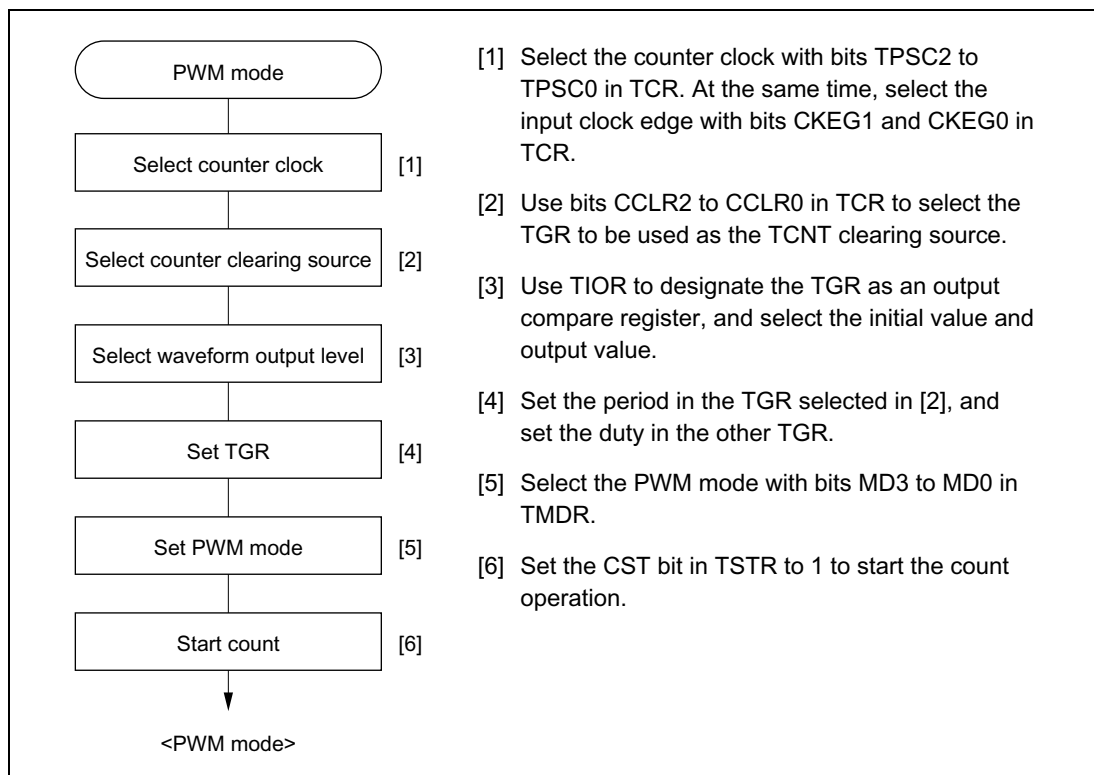 PWM mode
Select counter clock [1]
Select counter clearing source [2]
Select waveform output level [3]
Set TGR [4]
Set PWM mode [5]
Start count [6]
<PWM mode>
[1] Select the counter clock with bits TPSC2 to
TPSC0 in TCR. At the same time, select the
input clock edge with bits CKEG1 and CKEG0 in
TCR.
[2] Use bits CCLR2 to CCLR0 in TCR to select the
TGR to be used as the TCNT clearing source.
[3] Use TIOR to designate the TGR as an output
compare register, and select the initial value and
output value.
[4] Set the period in the TGR selected in [2], and
set the duty in the other TGR.
[5] Select the PWM mode with bits MD3 to MD0 in
TMDR.
[6] Set the CST bit in TSTR to 1 to start the count
operation.